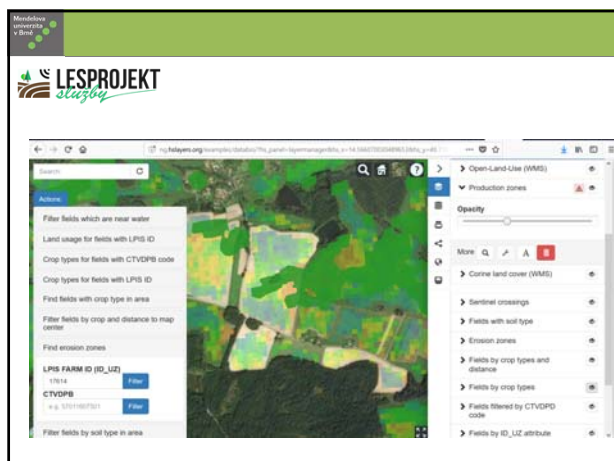 Mendelova
univerzita
v Brně
LESPROJEKT
služby
Search
Actions:
Filter fields which are near water
Land usage for fields with LPIS ID
Crop types for fields with CTVDPB code
Crop types for fields with LPIS ID
Find fields with crop type in area
Filter fields by crop and distance to map
center
Find erosion zones
LPIS FARM ID (ID_UZ)
17614
Filter
CTVDPB
e.g. 57011607301
Filter
Filter fields by soil type in area
Open-Land-Use (WMS)
Production zones
Opacity
More
Corine land cover (WMS)
Sentinel crossings
Fields with soil type
Erosion zones
Fields by crop types and
distance
Fields by crop types
Fields filtered by CTVDPD
code
Fields by ID_UZ attribute